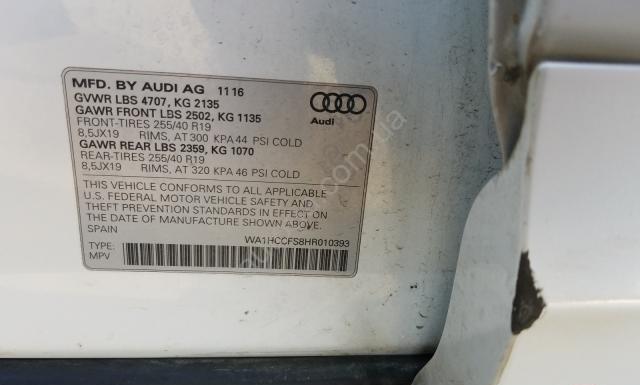 MFD. BY AUDI AG 11 16
GVWR LBS 4707, KG 2135
GAWR FRONT LBS 2502, KG 1135
FRONT-TIRES 255/40 R19
8,5JX19 RIMS, AT 300 KPA 44 PSI COLD
GAWR REAR LBS 2359, KG 1070
REAR-TIRES 255/40 R19
8,5JX19 RIMS, AT 320 KPA 46 PSI COLD
THIS VEHICLE CONFORMS TO ALL APPLICABLE
U.S. FEDERAL MOTOR VEHICLE SAFETY AND
THEFT PREVENTION STANDARDS IN EFFECT ON
THE DATE OF MANUFACTURE SHOWN ABOVE.
SPAIN
WA1HCCFS8HR010393
TYPE:
MPV
Audi